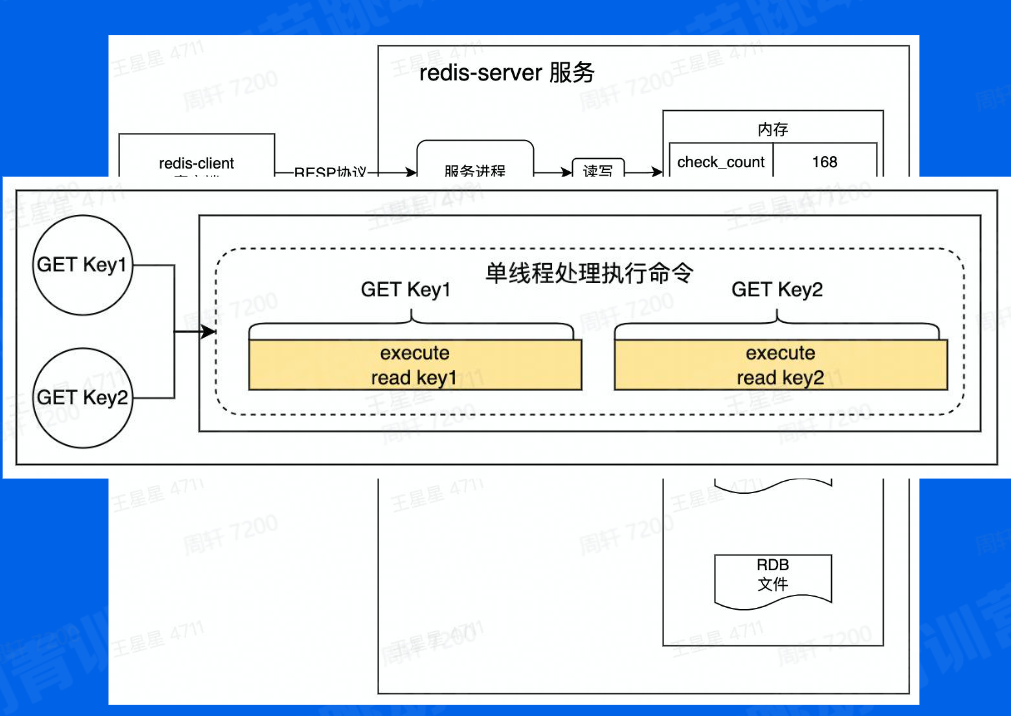 redis-server 服务
内存
check_count
168
redis-client
RESP协议
服务进程
读写
GET Key1
GET Key2
单线程处理执行命令
GET Key1
GET Key2
execute
read key1
execute
read key2
RDB
文件
王星星 4711
周轩 7200